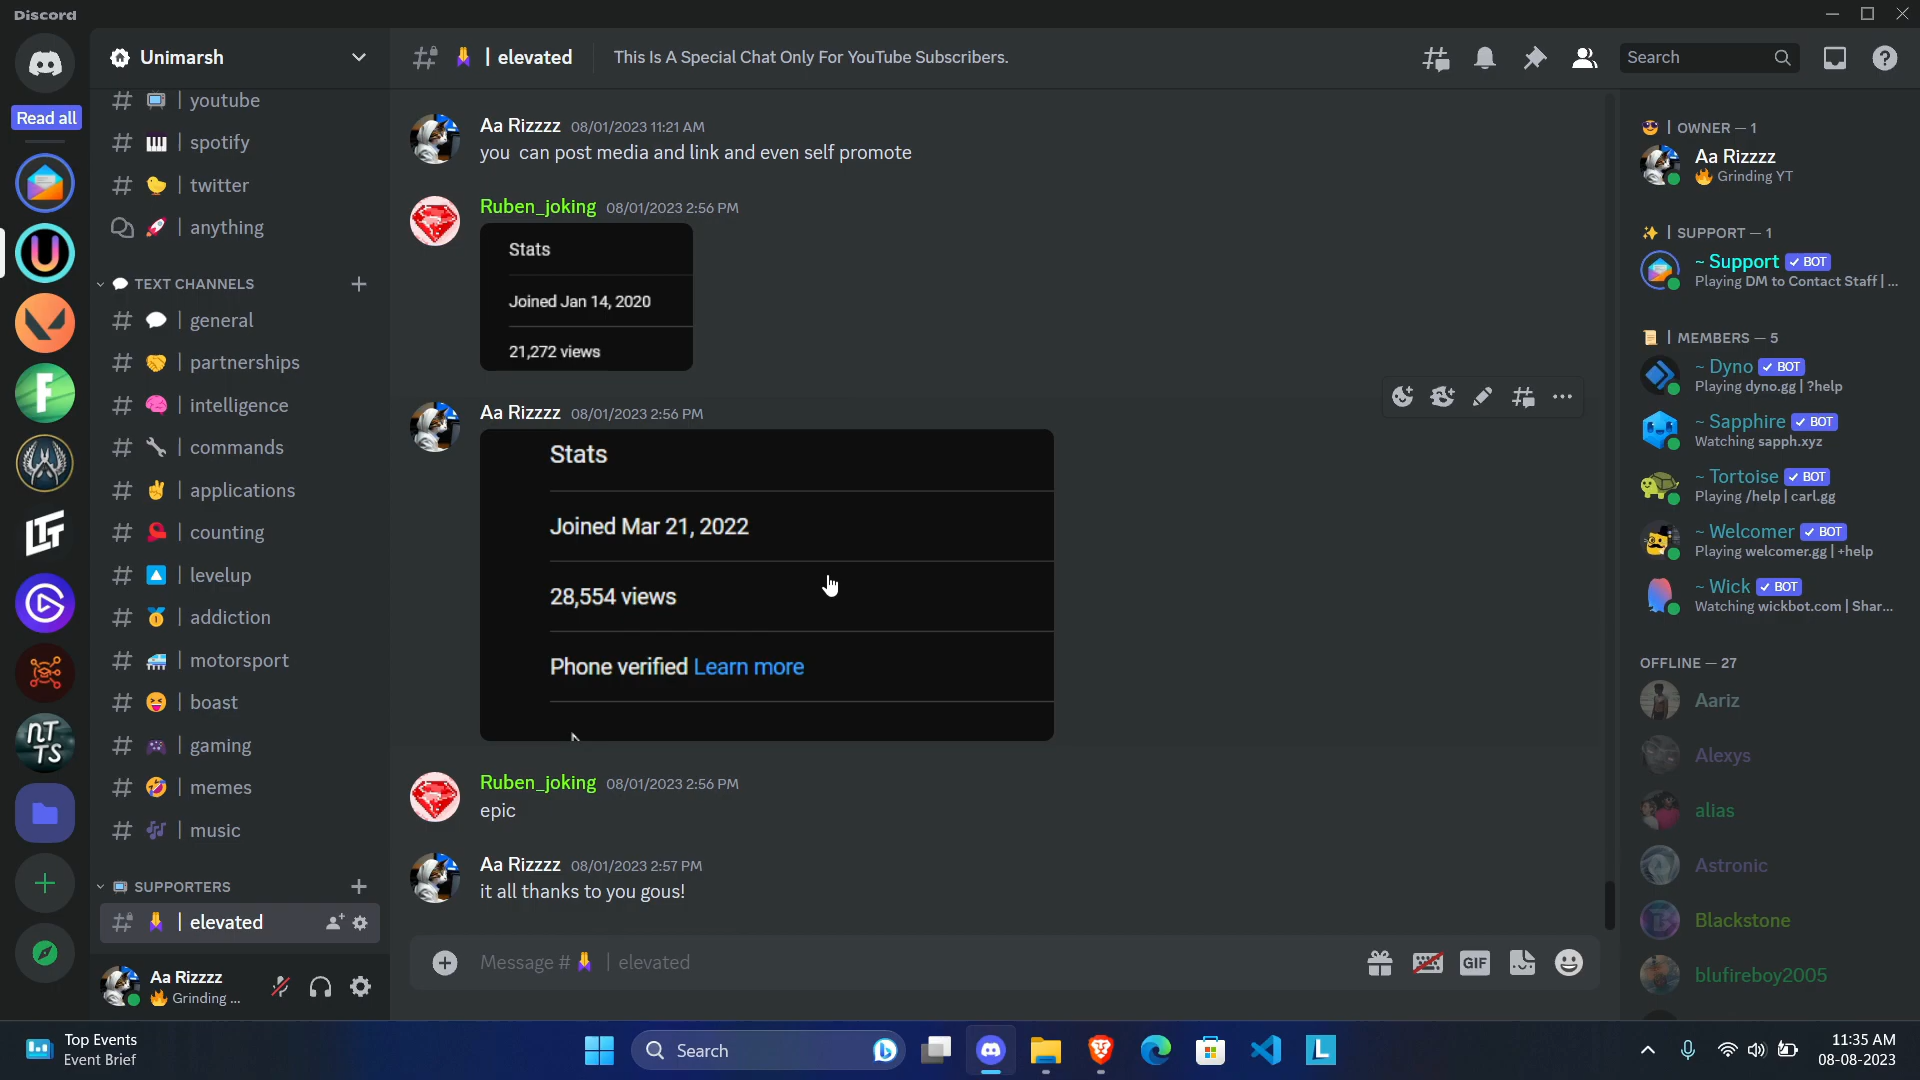 Discord
Unimarsh
| elevated
This Is A Special Chat Only For YouTube Subscribers.
Search
Read all
# | youtube
# | spotify
# | twitter
| anything
TEXT CHANNELS
# | general
# | partnerships
# | intelligence
# | commands
# | applications
# | counting
# | levelup
# | addiction
# | motorsport
# | boast
# | gaming
# | memes
# | music
SUPPORTERS
# | elevated
Aa Rizzzz
🔥 Grinding ...
LTT
nT
TS
Aa Rizzzz 08/01/2023 11:21 AM
you can post media and link and even self promote
Ruben_joking 08/01/2023 2:56 PM
Stats
Joined Jan 14, 2020
21,272 views
Aa Rizzzz 08/01/2023 2:56 PM
Stats
Joined Mar 21, 2022
28,554 views
Phone verified Learn more
Ruben_joking 08/01/2023 2:56 PM
epic
Aa Rizzzz 08/01/2023 2:57 PM
it all thanks to you gous!
Message # | elevated
GIF
😎 | OWNER — 1
Aa Rizzzz
🔥 Grinding YT
✨ | SUPPORT — 1
~ Support ✓ BOT
Playing DM to Contact Staff | ...
📜 | MEMBERS — 5
~ Dyno ✓ BOT
Playing dyno.gg | ?help
~ Sapphire ✓ BOT
Watching sapph.xyz
~ Tortoise ✓ BOT
Playing /help | carl.gg
~ Welcomer ✓ BOT
Playing welcomer.gg | +help
~ Wick ✓ BOT
Watching wickbot.com | Shar...
OFFLINE — 27
Aariz
Alexys
alias
Astronic
Blackstone
blufireboy2005
Top Events
Event Brief
Search
L
11:35 AM
08-08-2023